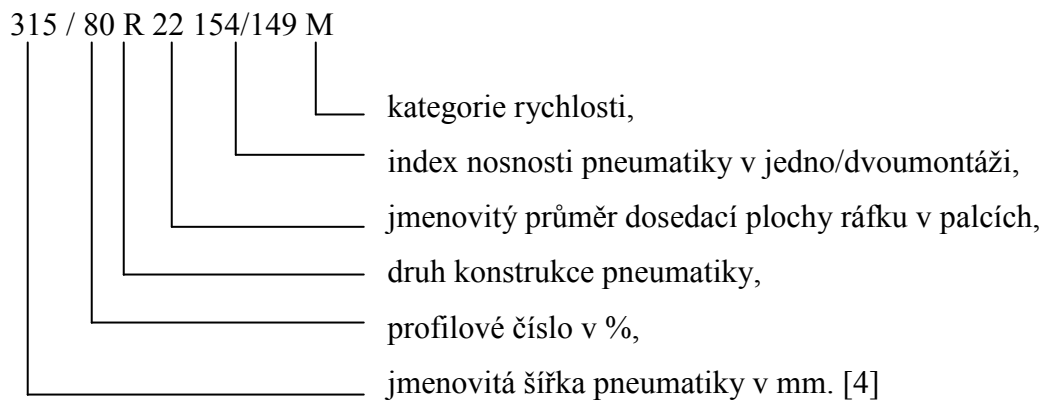 315 / 80 R 22 154/149 M
kategorie rychlosti,
index nosnosti pneumatiky v jedno/dvoumontáži,
jmenovitý průměr dosedací plochy ráfku v palcích,
druh konstrukce pneumatiky,
profilové číslo v %,
jmenovitá šířka pneumatiky v mm. [4]